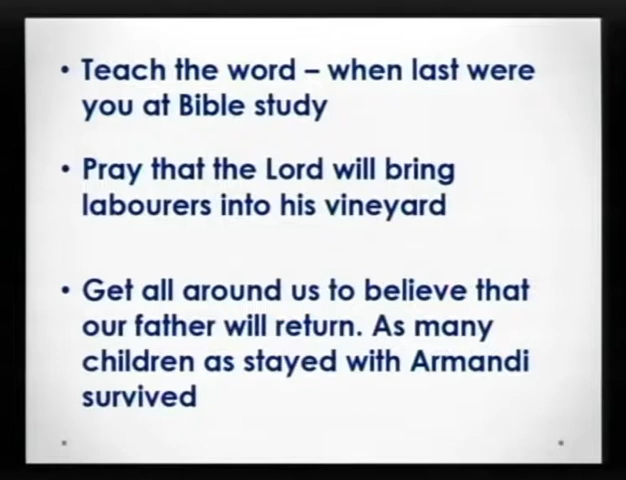 • Teach the word – when last were
you at Bible study
• Pray that the Lord will bring
labourers into his vineyard
• Get all around us to believe that
our father will return. As many
children as stayed with Armandi
survived